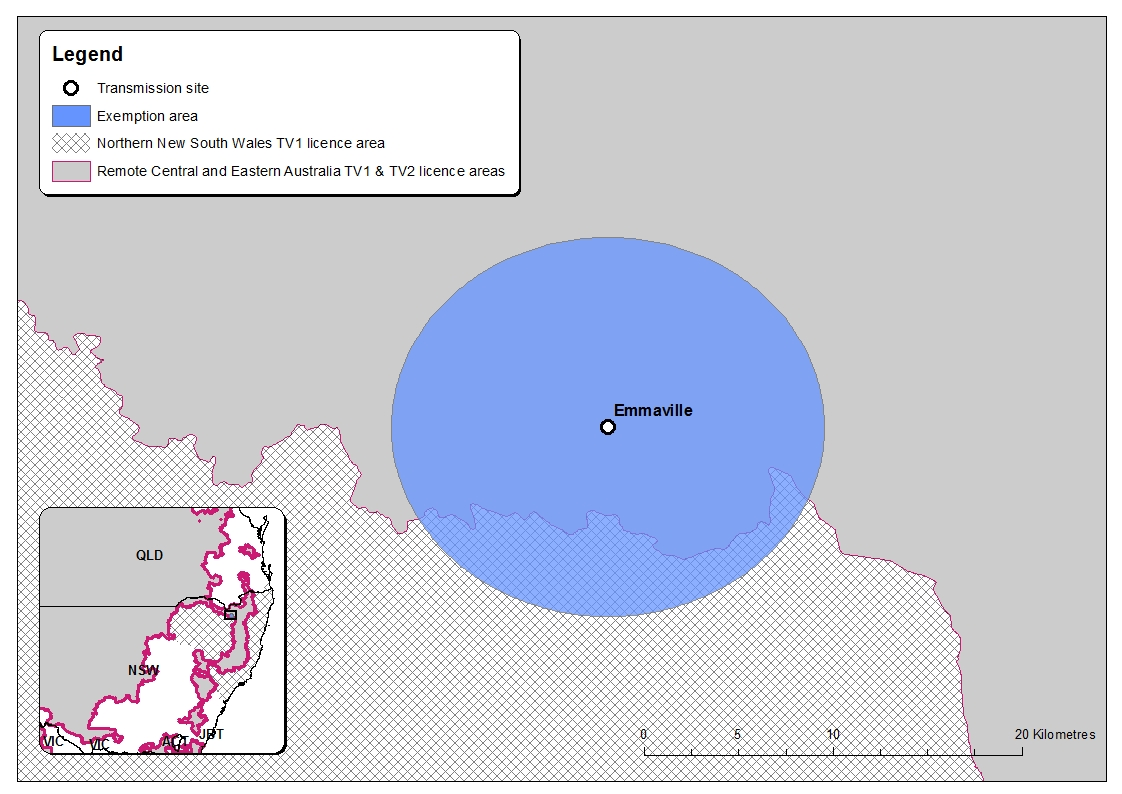 Legend
Transmission site
Exemption area
Northern New South Wales TV1 licence area
Remote Central and Eastern Australia TV1 & TV2 licence areas
Emmaville
QLD
NSW
VIC
VIC
ACT
JBT
0
5
10
20 Kilometres